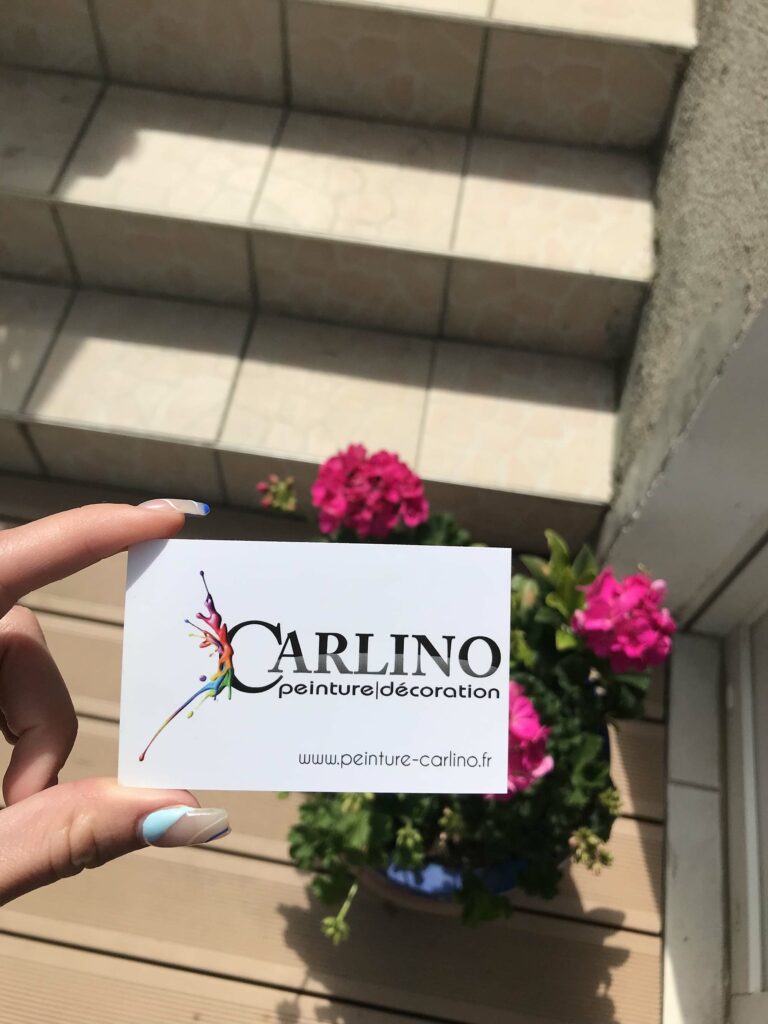 CARLINO
peinture|décoration
www.peinture-carlino.fr